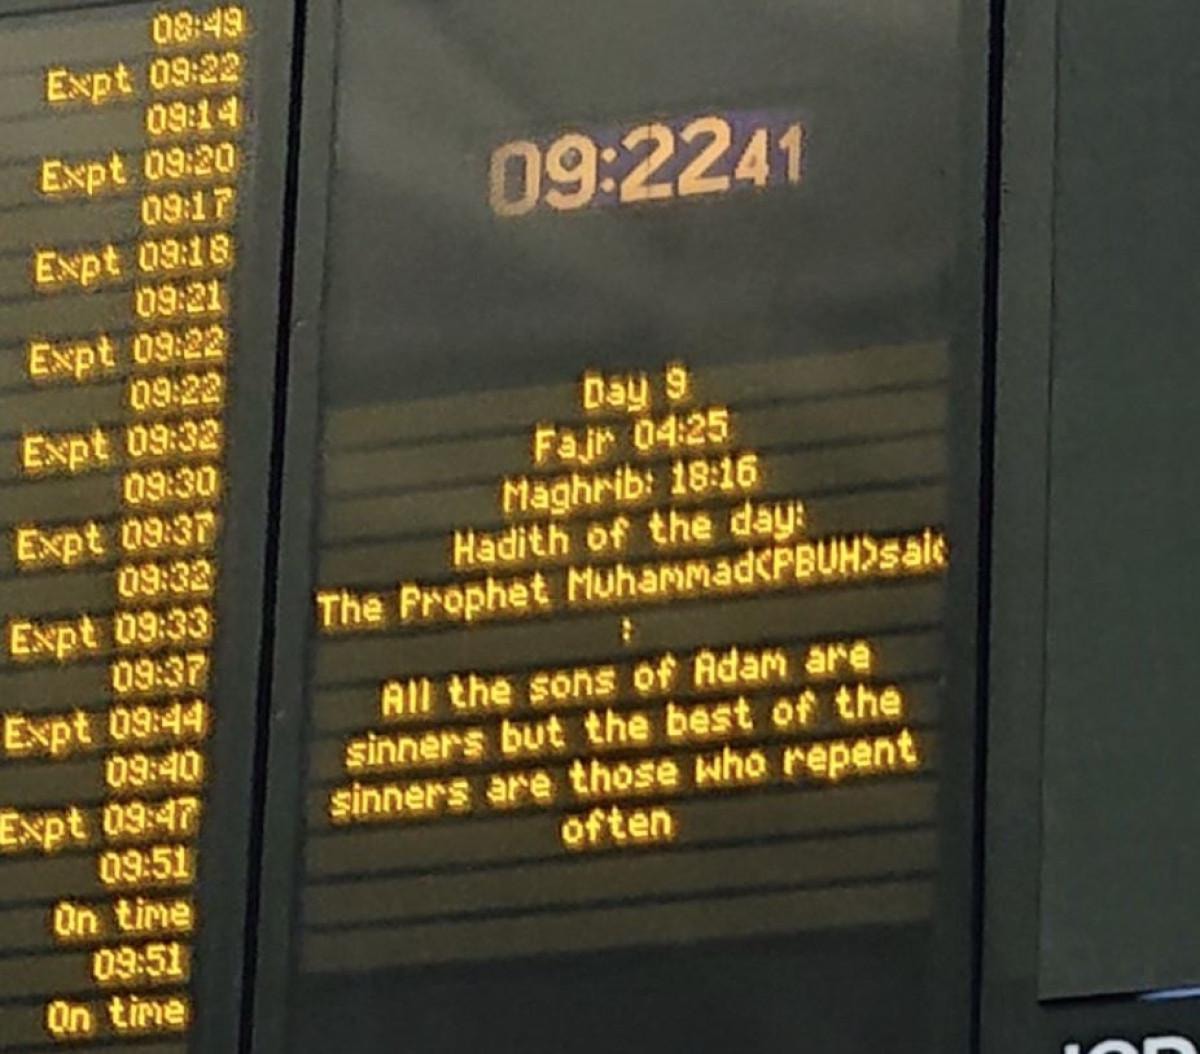 08:49
Expt 09:22
09:14
Expt 09:20
09:17
Expt 09:18
09:21
Expt 09:22
09:22
Expt 09:32
09:30
Expt 09:37
09:32
Expt 09:33
09:37
Expt 09:44
09:40
Expt 09:47
09:51
On time
09:51
On time
09:22 41
Day 9
Fajr 04:25
Maghrib: 18:16
Hadith of the day:
The Prophet Muhammad(PBUH)said
:
All the sons of Adam are
sinners but the best of the
sinners are those who repent
often